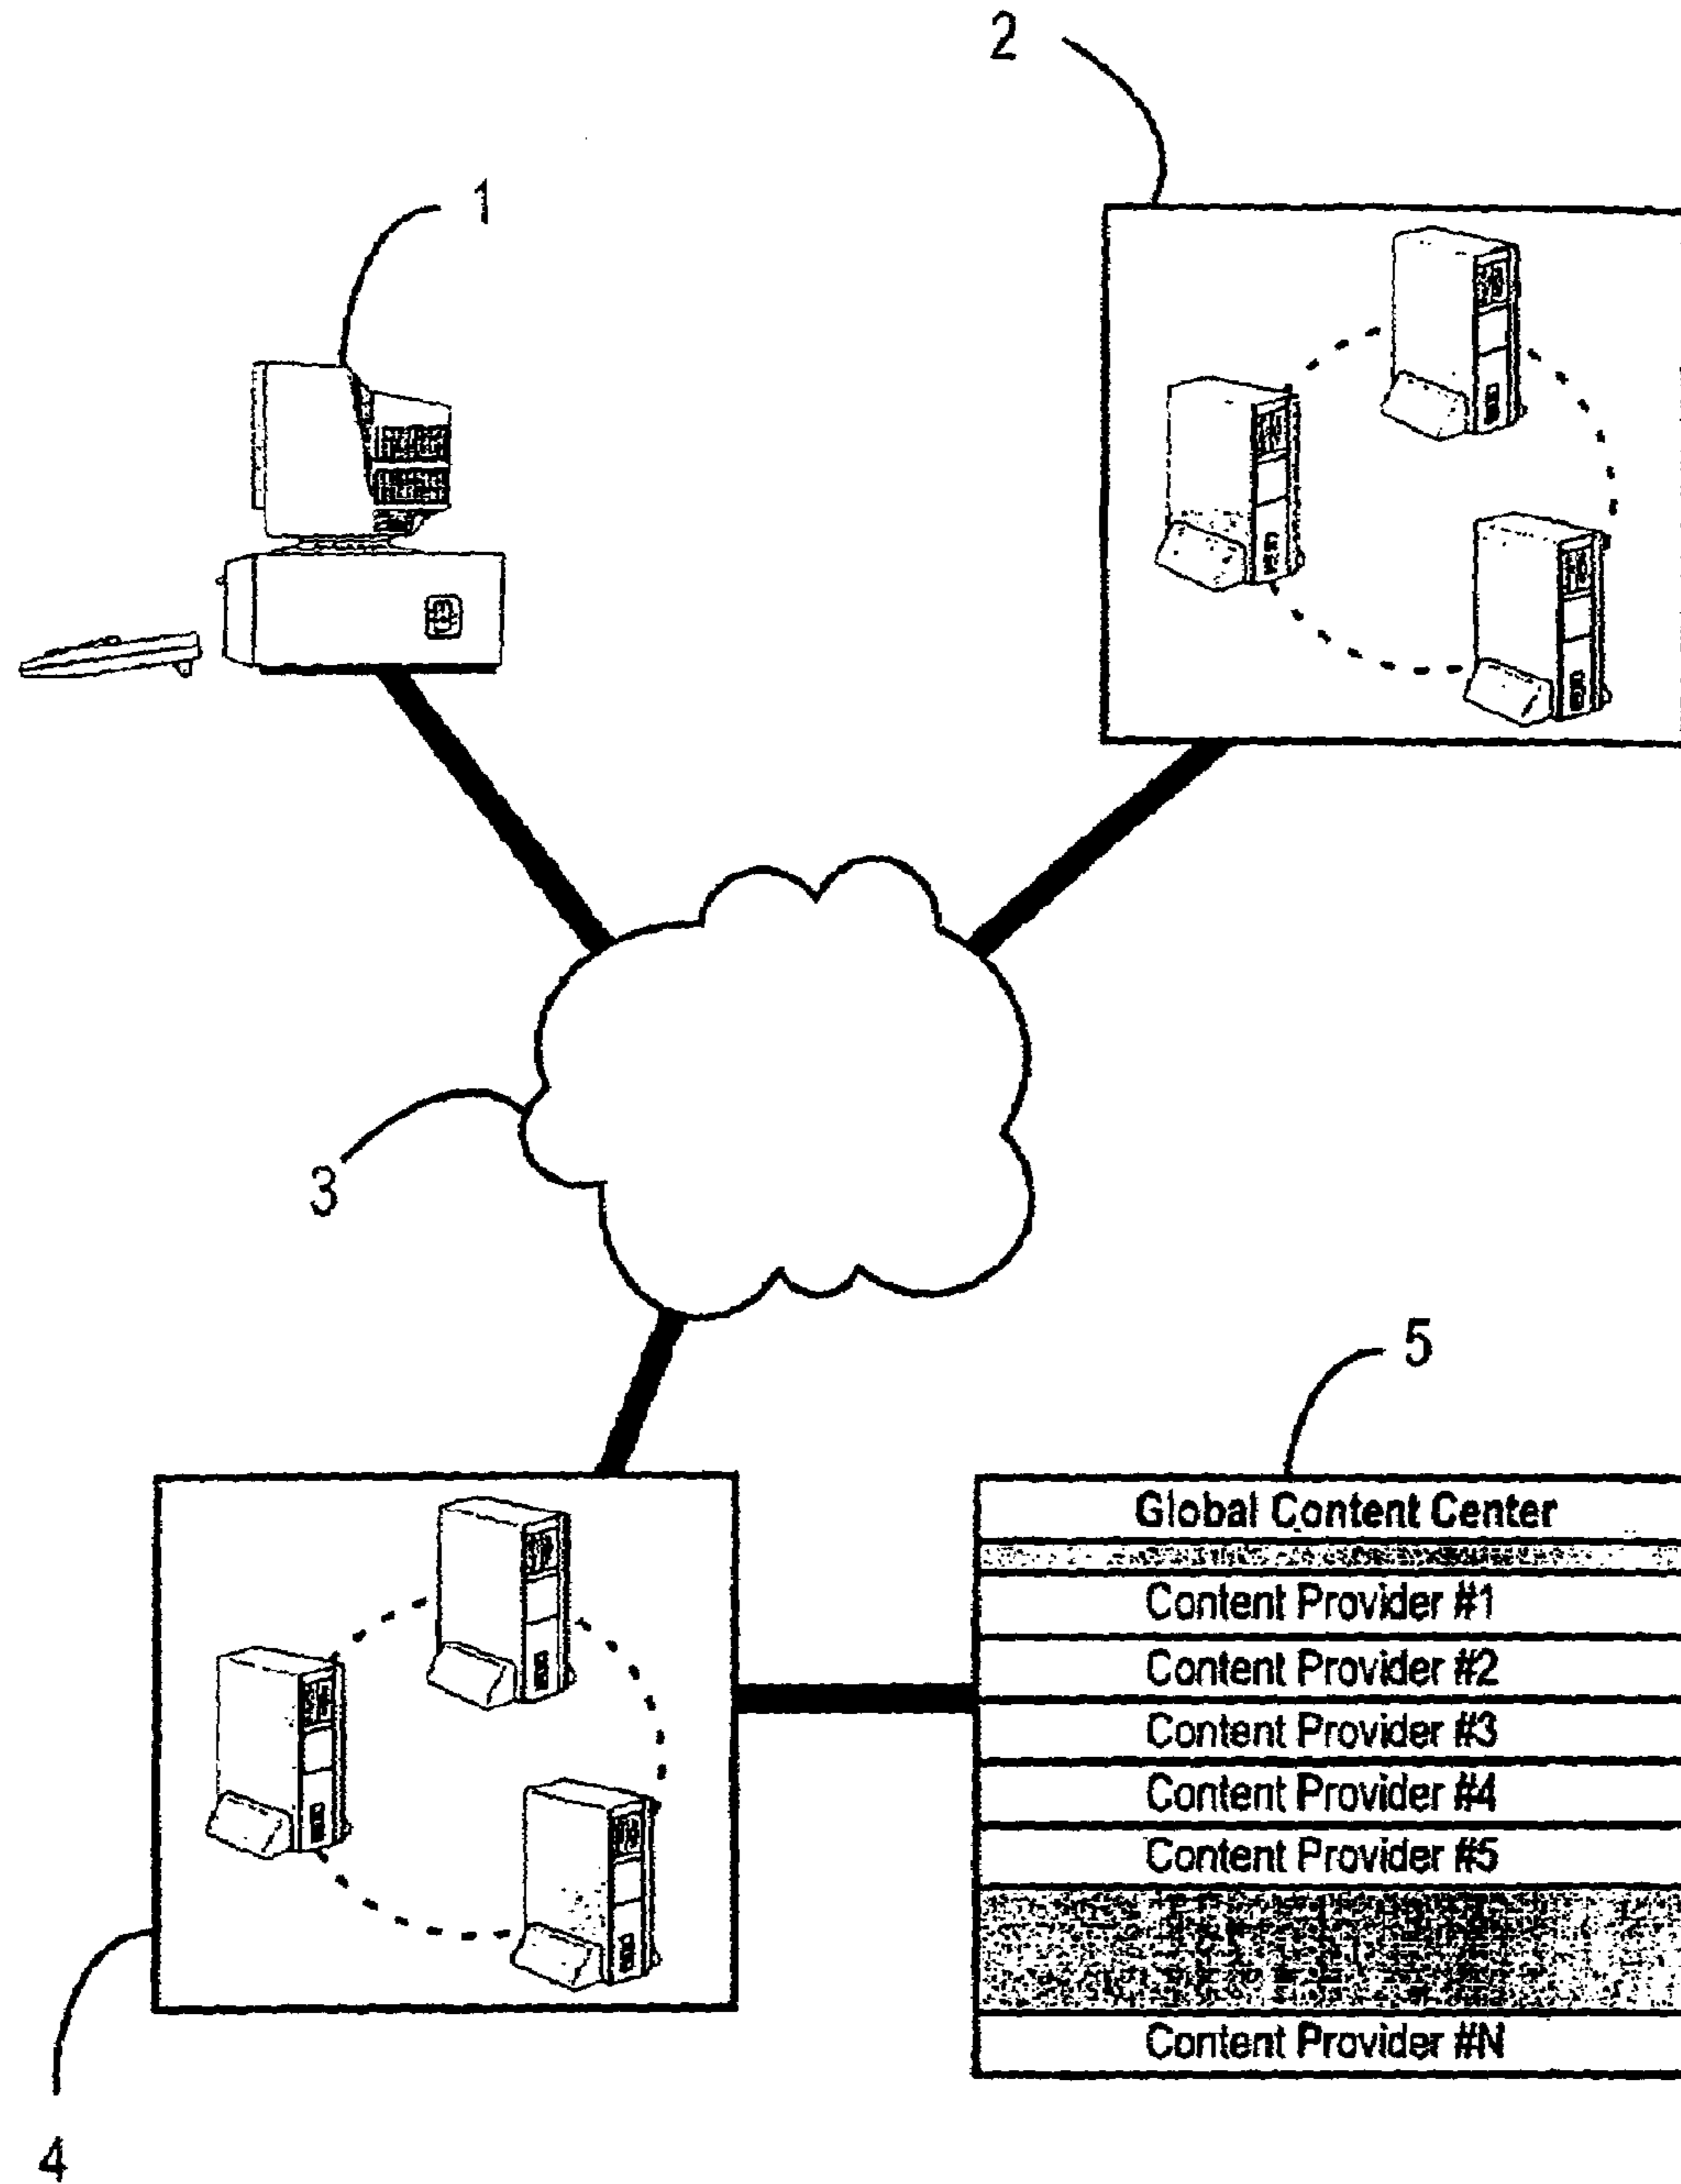 2
1
3
5
Global Content Center
Content Provider #1
Content Provider #2
Content Provider #3
Content Provider #4
Content Provider #5
Content Provider #N
4